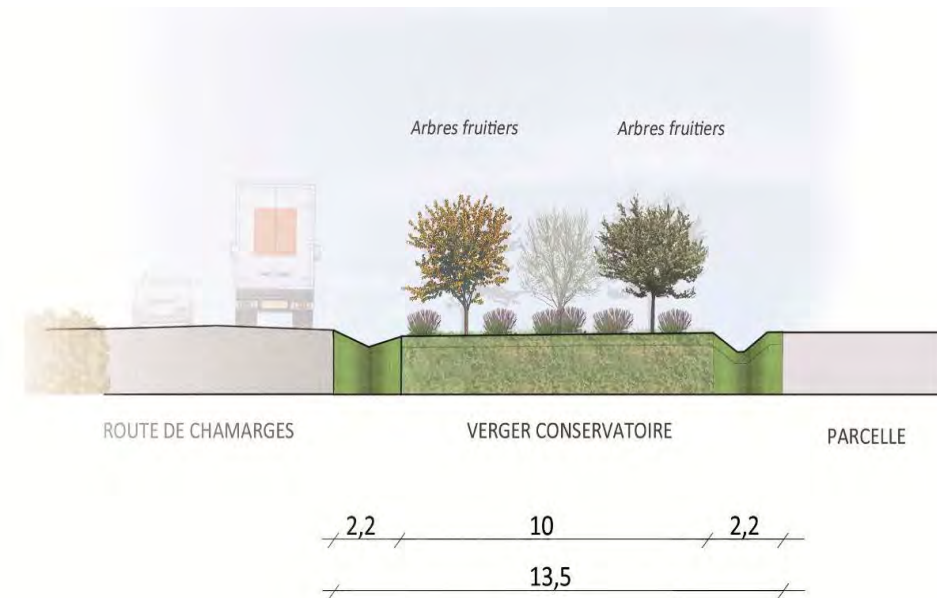 Arbres fruitiers
Arbres fruitiers
ROUTE DE CHAMARGES
VERGER CONSERVATOIRE
PARCELLE
2,2
10
2,2
13,5